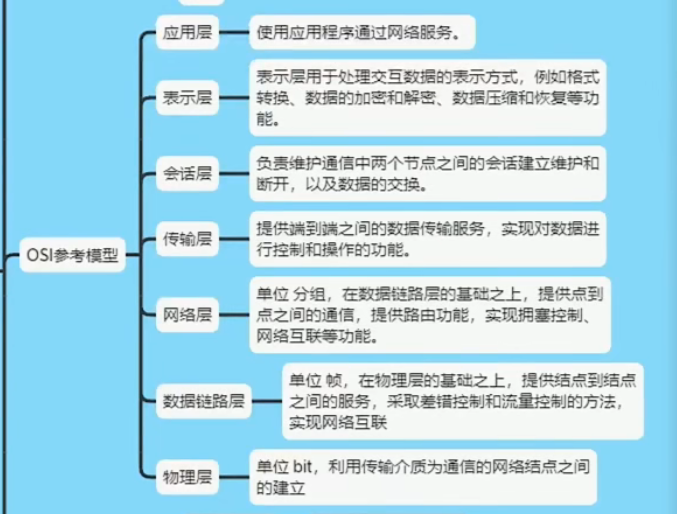 应用层
使用应用程序通过网络服务。
表示层
表示层用于处理交互数据的表示方式，例如格式
转换、数据的加密和解密、数据压缩和恢复等功
能。
会话层
负责维护通信中两个节点之间的会话建立维护和
断开，以及数据的交换。
OSI参考模型
传输层
提供端到端之间的数据传输服务，实现对数据进
行控制和操作的功能。
网络层
单位 分组，在数据链路层的基础之上，提供点到
点之间的通信，提供路由功能，实现拥塞控制、
网络互联等功能。
数据链路层
单位 帧，在物理层的基础之上，提供结点到结点
之间的服务，采取差错控制和流量控制的方法，
实现网络互联
物理层
单位 bit，利用传输介质为通信的网络结点之间
的建立